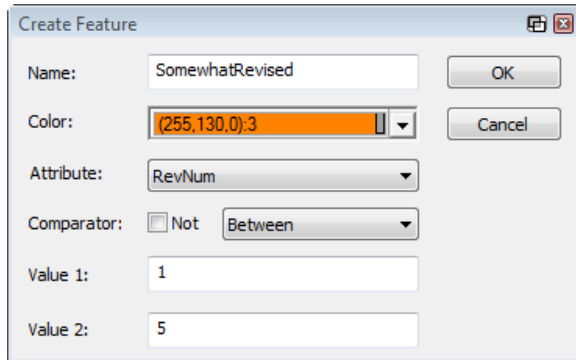 Create Feature
Name: SomewhatRevised OK
Color: (255,130,0):3 Cancel
Attribute: RevNum
Comparator: Not Between
Value 1: 1
Value 2: 5